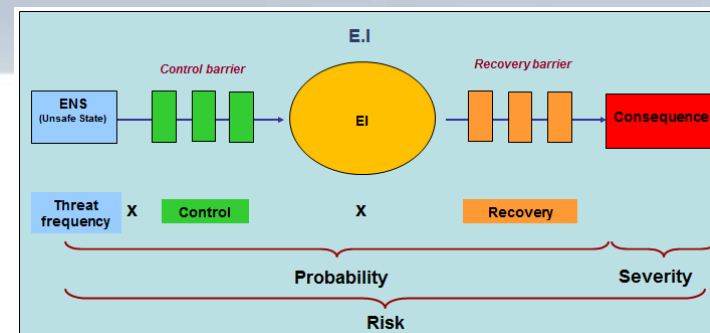 E.I
Control barrier
Recovery barrier
ENS
(Unsafe State)
EI
Consequence
Threat
frequency
x
Control
x
Recovery
Probability
Severity
Risk